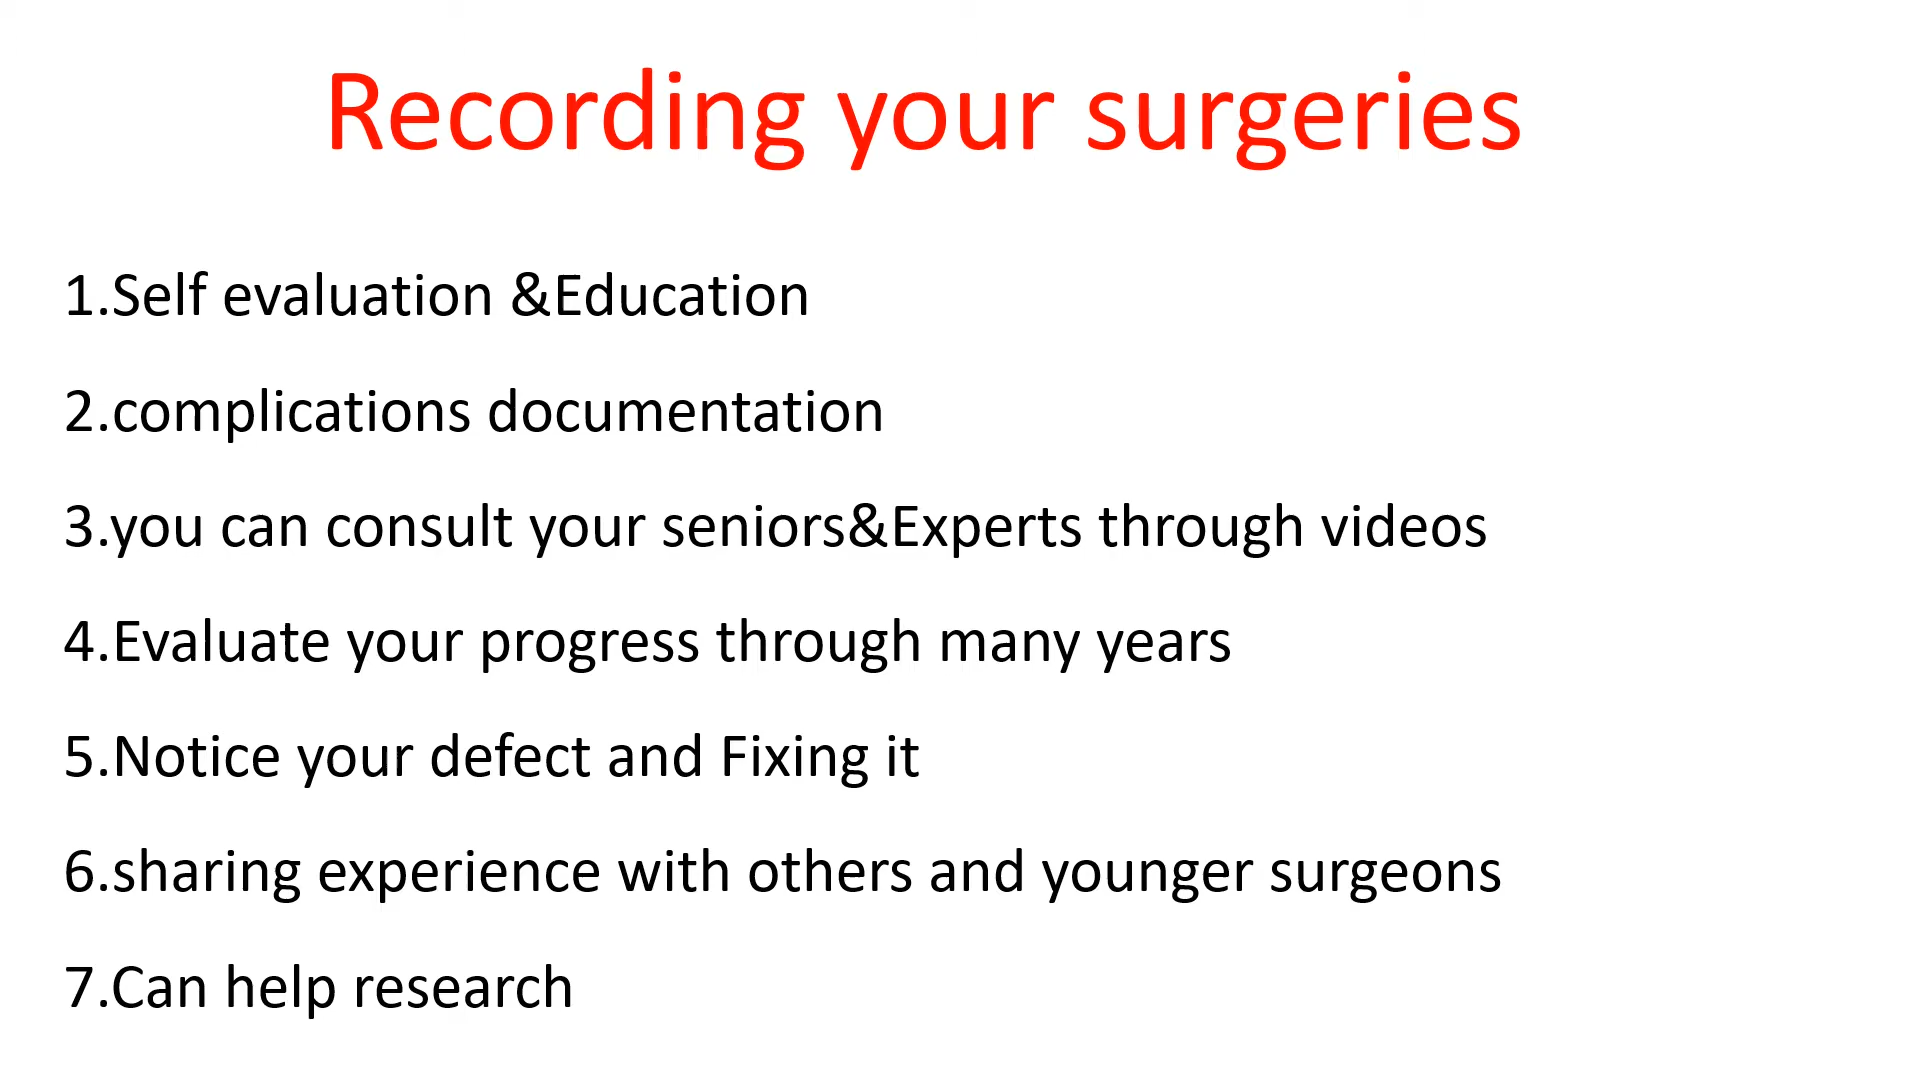 Recording your surgeries
1.Self evaluation &Education
2.complications documentation
3.you can consult your seniors&Experts through videos
4.Evaluate your progress through many years
5.Notice your defect and Fixing it
6.sharing experience with others and younger surgeons
7.Can help research